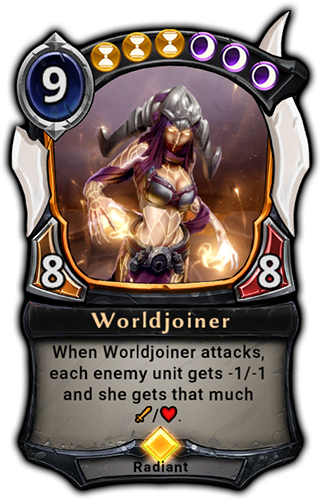 9
8
8
Worldjoiner
When Worldjoiner attacks,
each enemy unit gets -1/-1
and she gets that much
/.
Radiant